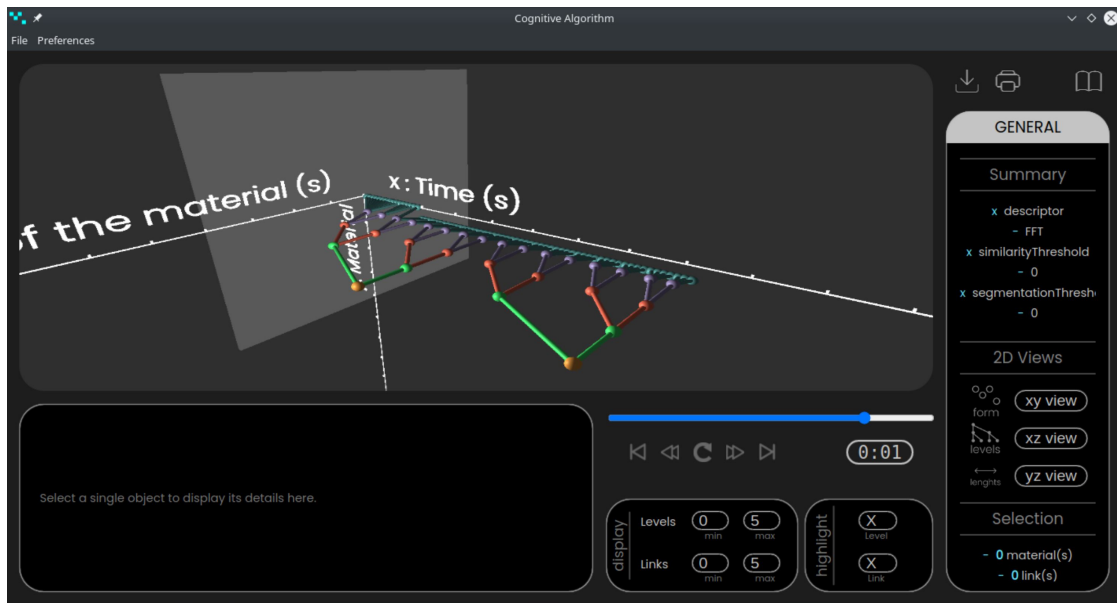 Cognitive Algorithm
File Preferences
of the material (s)
x : Time (s)
Material
GENERAL
Summary
x descriptor
- FFT
x similarityThreshold
- 0
x segmentationThresh
- 0
2D Views
form
xy view
levels
xz view
lenghts
yz view
Selection
- 0 material(s)
- 0 link(s)
Select a single object to display its details here.
0:01
display
Levels 0 5
min max
Links 0 5
min max
highlight
X
Level
X
Link